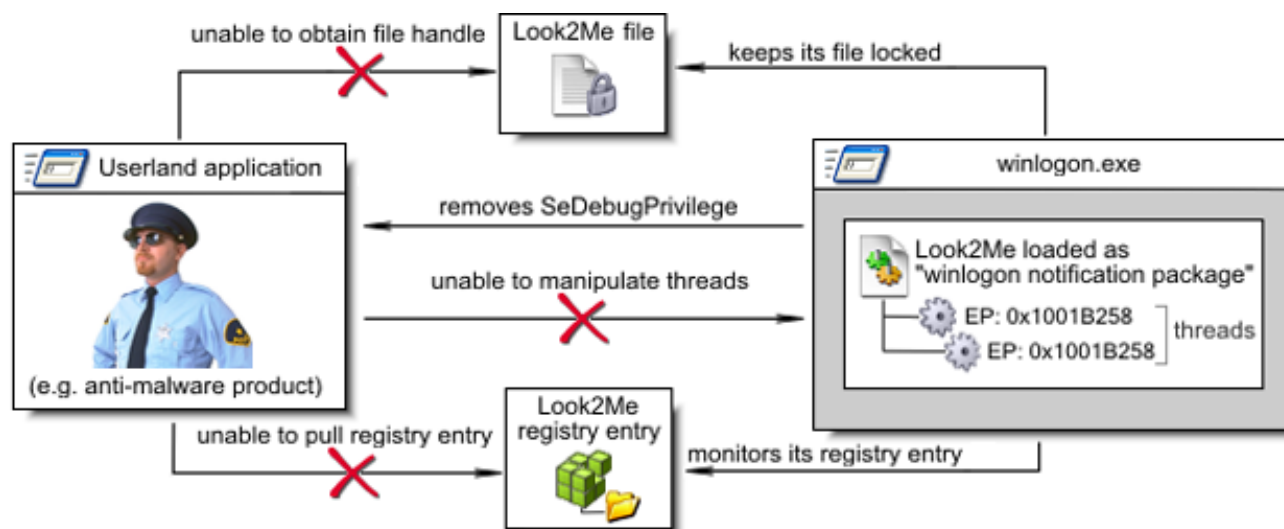 unable to obtain file handle
Look2Me file
keeps its file locked
Userland application
winlogon.exe
removes SeDebugPrivilege
Look2Me loaded as
"winlogon notification package"
unable to manipulate threads
EP: 0x1001B258
threads
EP: 0x1001B258
(e.g. anti-malware product)
Look2Me
registry entry
unable to pull registry entry
monitors its registry entry